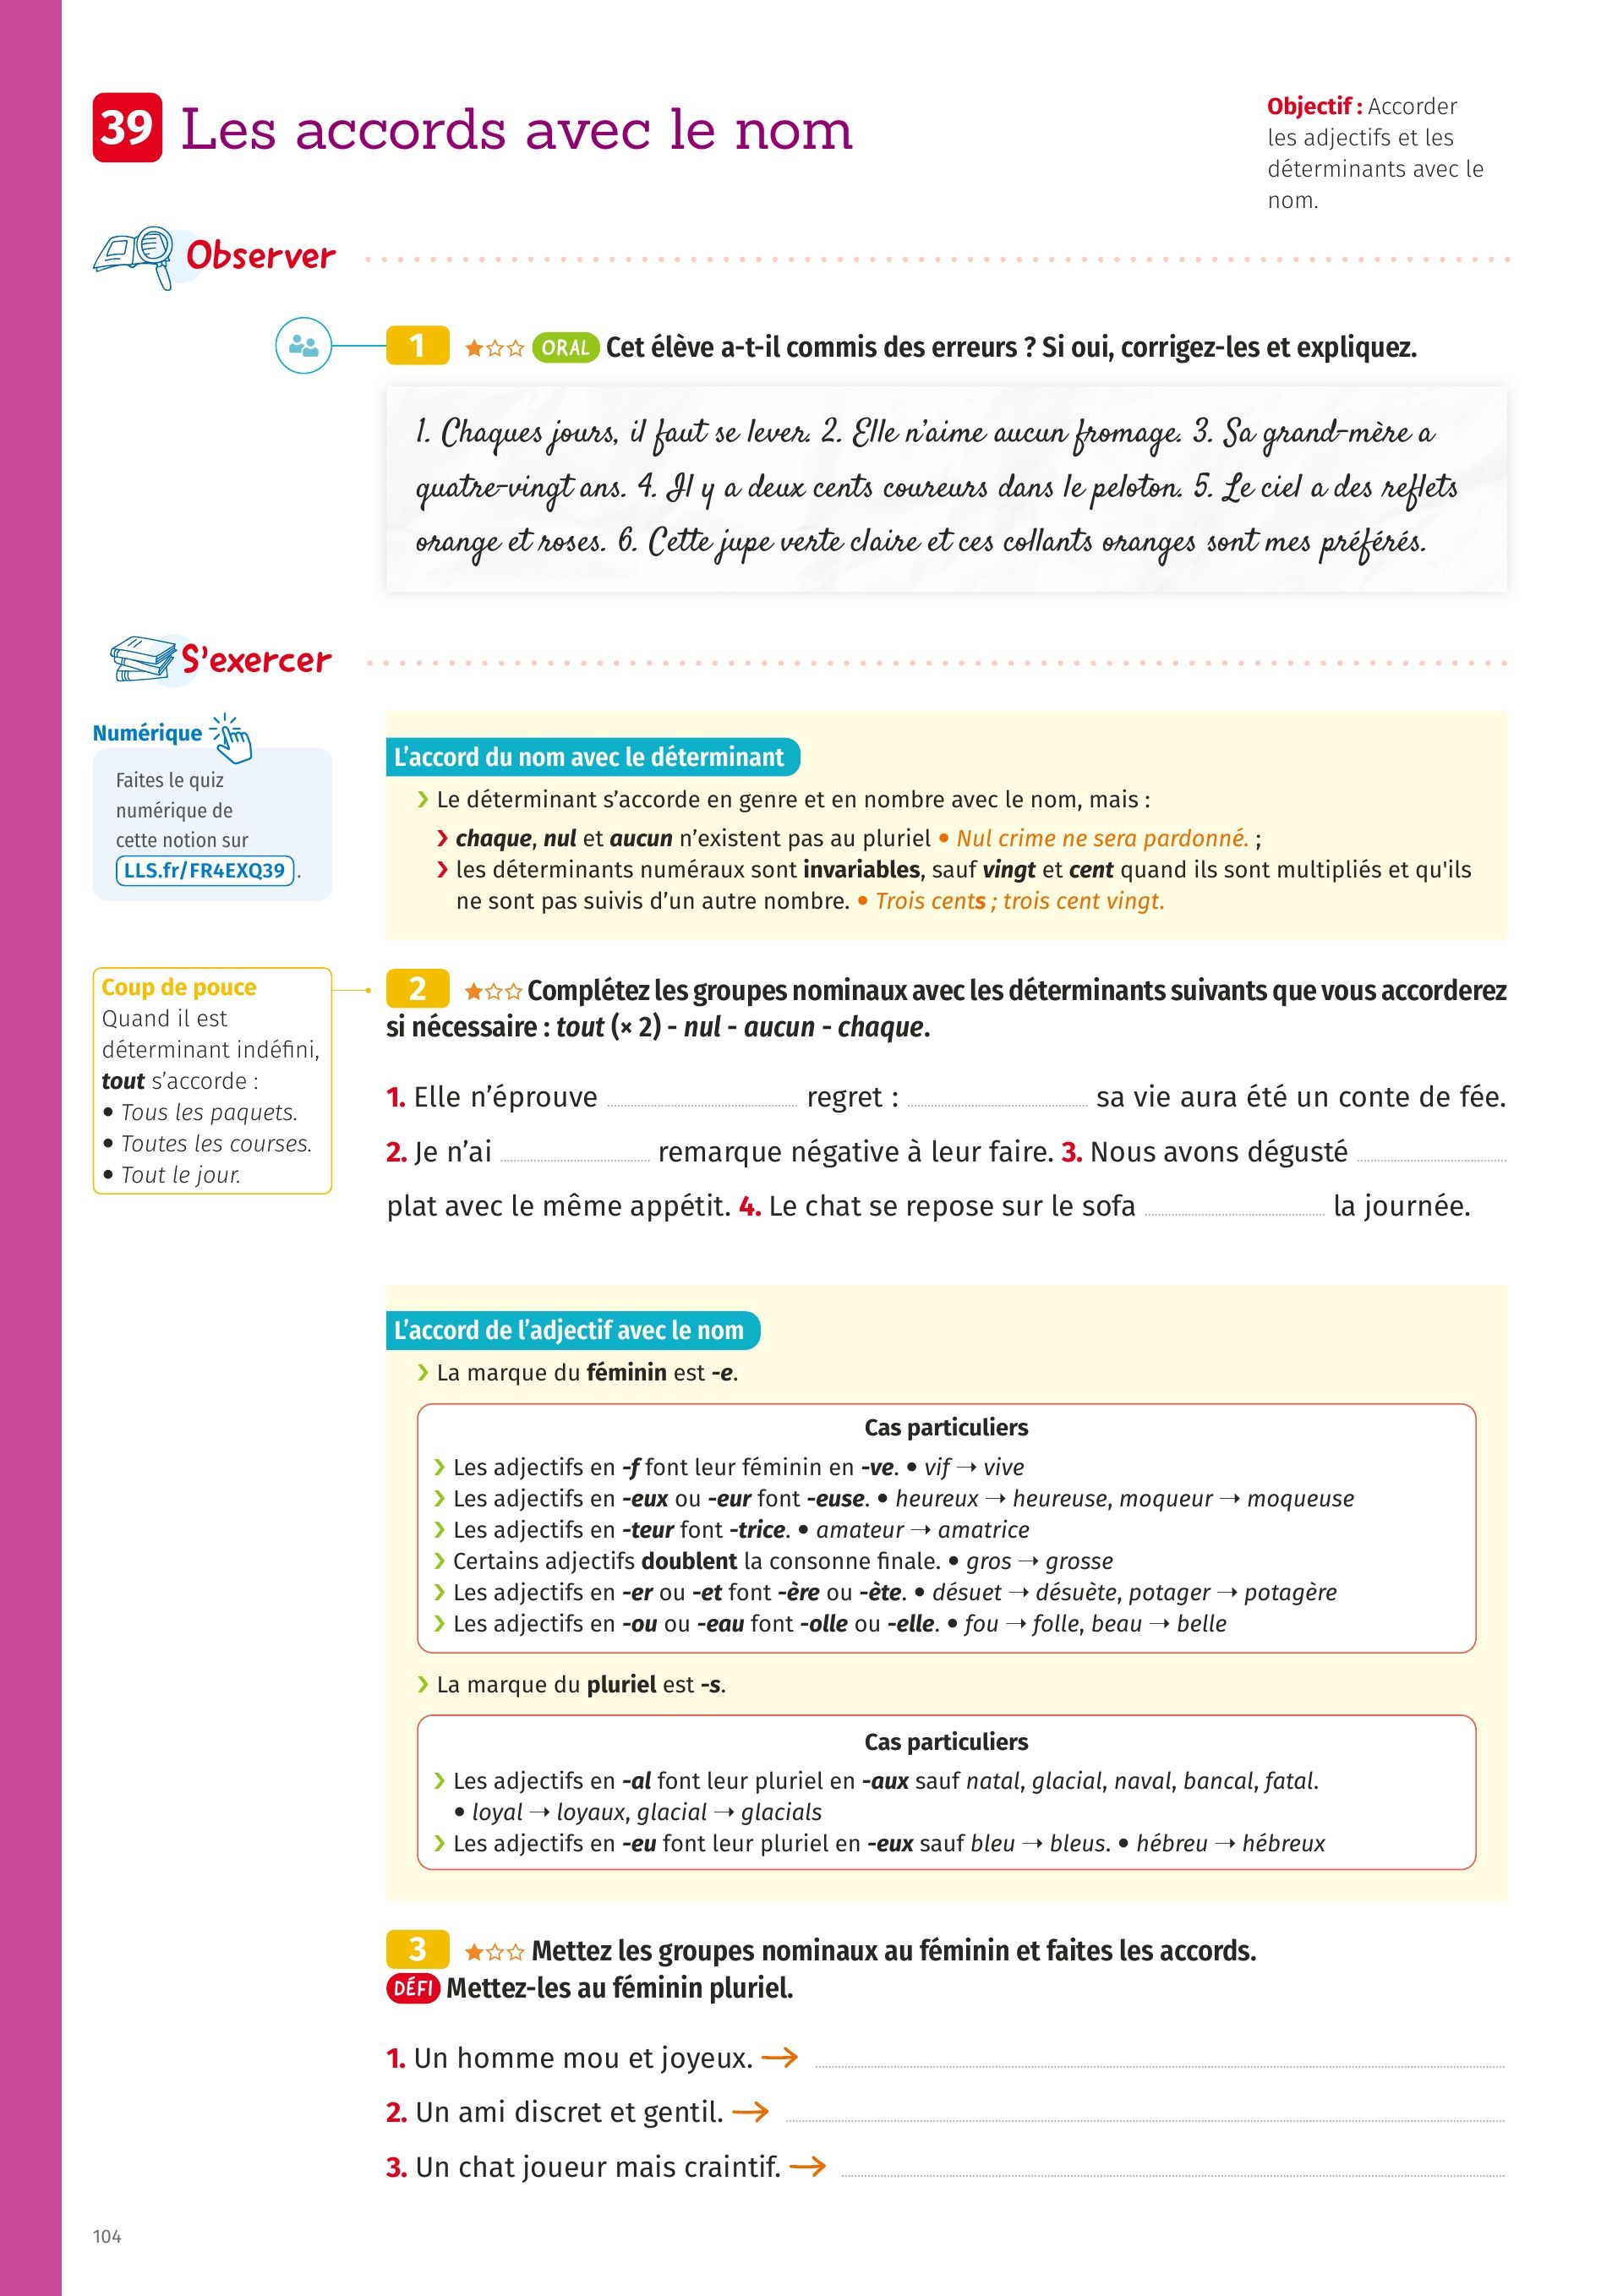 39 Les accords avec le nom
Objectif : Accorder
les adjectifs et les
déterminants avec le
nom.
Observer
1 ORAL Cet élève a-t-il commis des erreurs ? Si oui, corrigez-les et expliquez.
1. Chaques jours, il faut se lever. 2. Elle n'aime aucun fromage. 3. Sa grand-mère a
quatre-vingt ans. 4. Il y a deux cents coureurs dans le peloton. 5. Le ciel a des reflets
orange et roses. 6. Cette jupe verte claire et ces collants oranges sont mes préférés.
S'exercer
Numérique
Faites le quiz
numérique de
cette notion sur
LLS.fr/FR4EXQ39 .
L'accord du nom avec le déterminant
› Le déterminant s'accorde en genre et en nombre avec le nom, mais :
› chaque, nul et aucun n'existent pas au pluriel • Nul crime ne sera pardonné. ;
› les déterminants numéraux sont invariables, sauf vingt et cent quand ils sont multipliés et qu'ils
ne sont pas suivis d'un autre nombre. • Trois cents ; trois cent vingt.
Coup de pouce
Quand il est
déterminant indéfini,
tout s'accorde :
• Tous les paquets.
• Toutes les courses.
• Tout le jour.
2 Complétez les groupes nominaux avec les déterminants suivants que vous accorderez
si nécessaire : tout (× 2) - nul - aucun - chaque.
1. Elle n'éprouve ........ regret : ........ sa vie aura été un conte de fée.
2. Je n'ai ........ remarque négative à leur faire. 3. Nous avons dégusté ........
plat avec le même appétit. 4. Le chat se repose sur le sofa ........ la journée.
L'accord de l'adjectif avec le nom
› La marque du féminin est -e.
Cas particuliers
› Les adjectifs en -f font leur féminin en -ve. • vif → vive
› Les adjectifs en -eux ou -eur font -euse. • heureux → heureuse, moqueur → moqueuse
› Les adjectifs en -teur font -trice. • amateur → amatrice
› Certains adjectifs doublent la consonne finale. • gros → grosse
› Les adjectifs en -er ou -et font -ère ou -ète. • désuet → désuète, potager → potagère
› Les adjectifs en -ou ou -eau font -olle ou -elle. • fou → folle, beau → belle
› La marque du pluriel est -s.
Cas particuliers
› Les adjectifs en -al font leur pluriel en -aux sauf natal, glacial, naval, bancal, fatal.
• loyal → loyaux, glacial → glacials
› Les adjectifs en -eu font leur pluriel en -eux sauf bleu → bleus. • hébreu → hébreux
3 Mettez les groupes nominaux au féminin et faites les accords.
DÉFI Mettez-les au féminin pluriel.
1. Un homme mou et joyeux. →
2. Un ami discret et gentil. →
3. Un chat joueur mais craintif. →
104